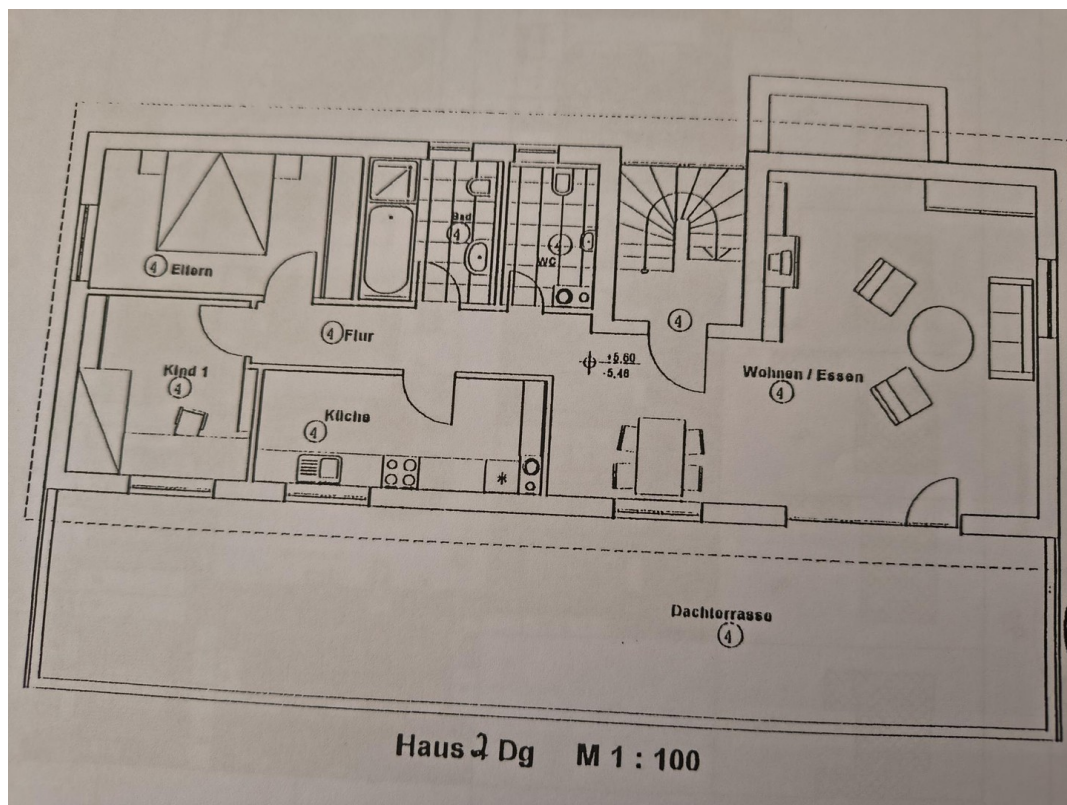 Bad
4
4
WC
4 Eltern
4
4 Flur
+5,60
-5,46
Kind 1
4
Wohnen / Essen
4
Küche
4
Dachterrasse
4
Haus 2 Dg M 1 : 100